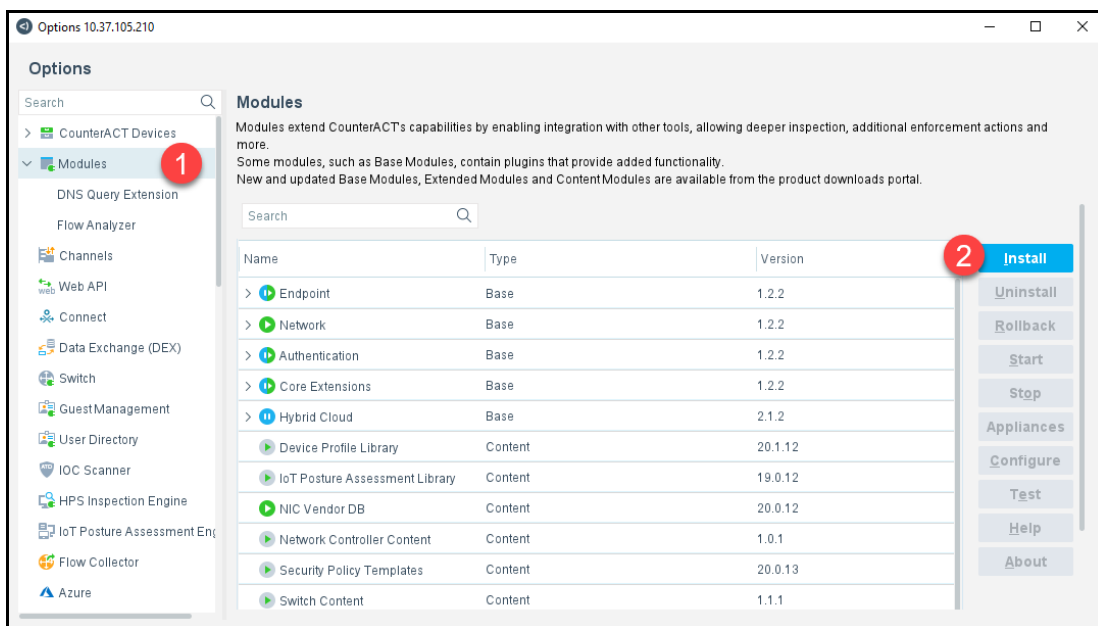 Options 10.37.105.210
Options
Search
CounterACT Devices
Modules
1
DNS Query Extension
Flow Analyzer
Channels
Web API
Connect
Data Exchange (DEX)
Switch
Guest Management
User Directory
IOC Scanner
HPS Inspection Engine
IoT Posture Assessment Eng
Flow Collector
Azure
Modules
Modules extend CounterACT's capabilities by enabling integration with other tools, allowing deeper inspection, additional enforcement actions and
more.
Some modules, such as Base Modules, contain plugins that provide added functionality.
New and updated Base Modules, Extended Modules and Content Modules are available from the product downloads portal.
Search
Name Type Version
Endpoint Base 1.2.2
Network Base 1.2.2
Authentication Base 1.2.2
Core Extensions Base 1.2.2
Hybrid Cloud Base 2.1.2
Device Profile Library Content 20.1.12
IoT Posture Assessment Library Content 19.0.12
NIC Vendor DB Content 20.0.12
Network Controller Content Content 1.0.1
Security Policy Templates Content 20.0.13
Switch Content Content 1.1.1
2
Install
Uninstall
Rollback
Start
Stop
Appliances
Configure
Test
Help
About